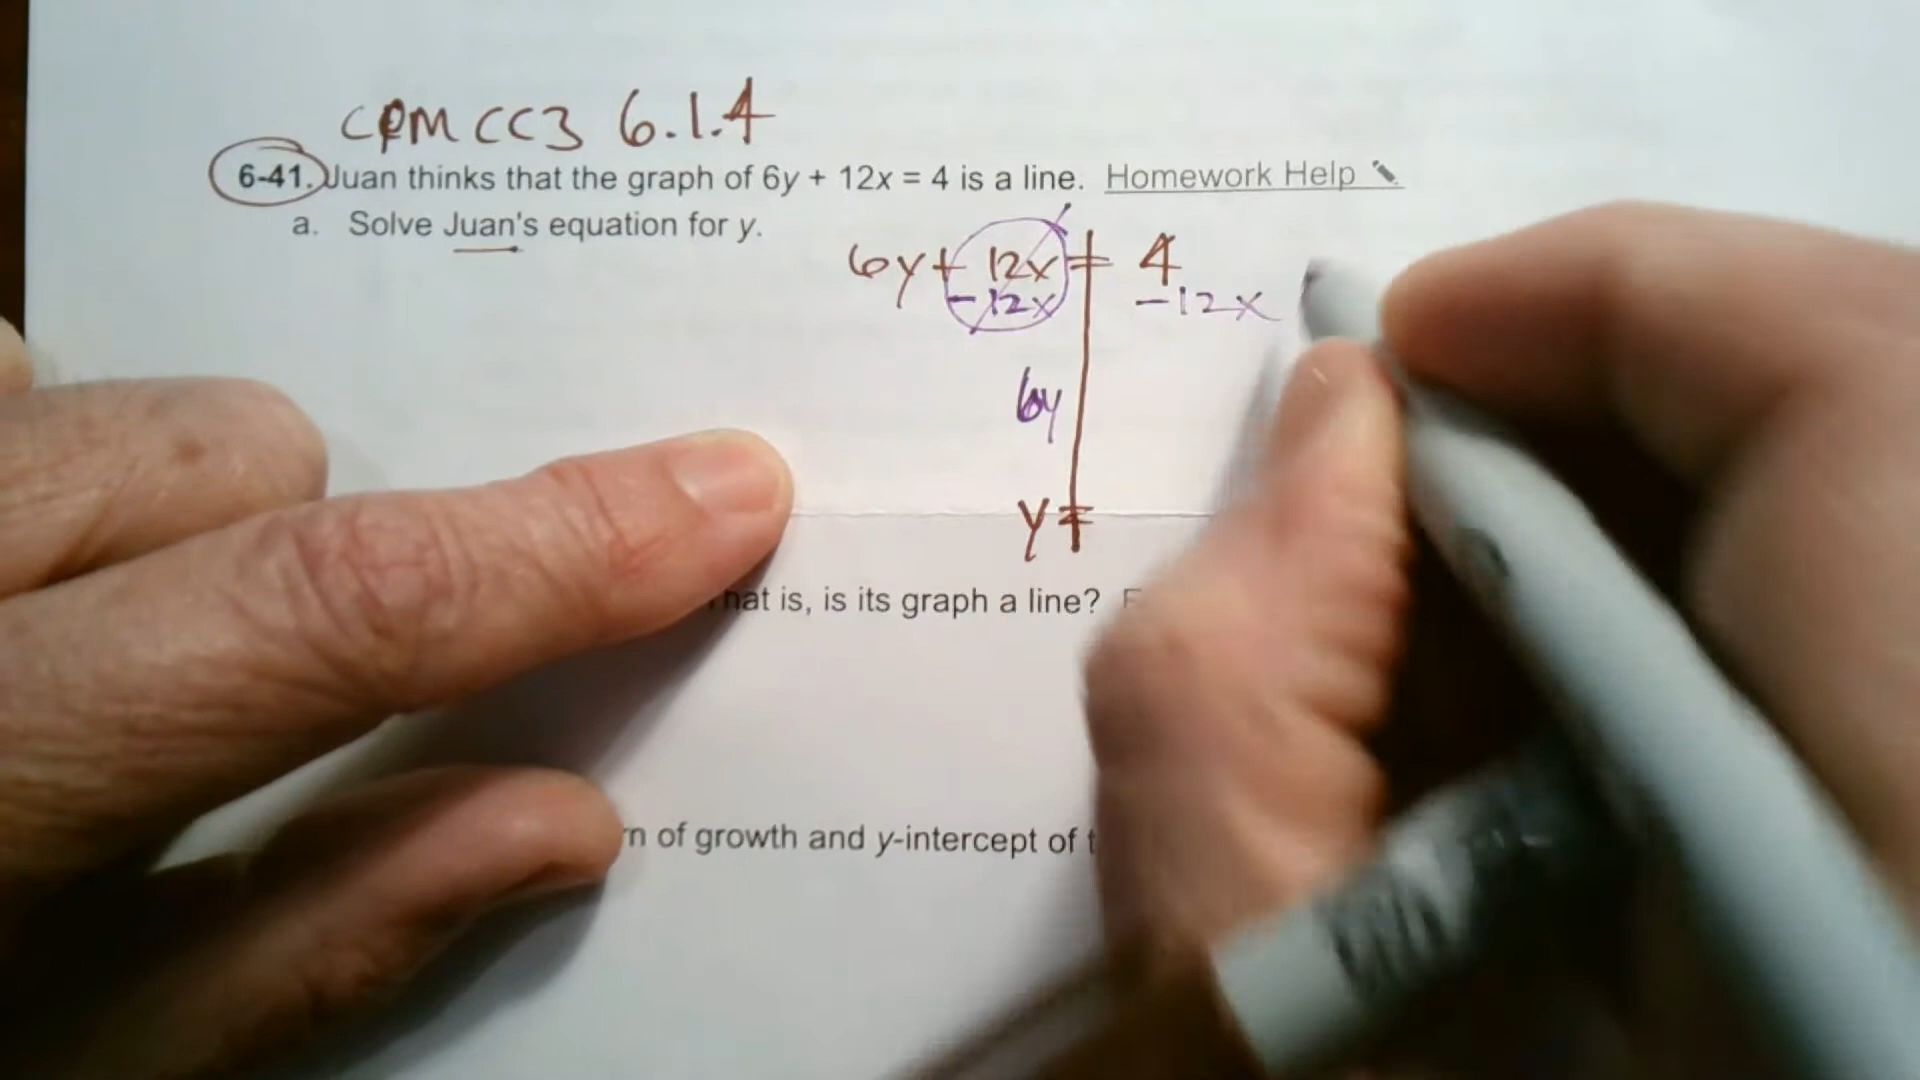 CPM CC3 6.1.4
6-41. Juan thinks that the graph of 6y + 12x = 4 is a line. Homework Help ✎
a. Solve Juan's equation for y.
6y + 12x = 4
-12x -12x
6y
y =
hat is, is its graph a line?
n of growth and y-intercept of